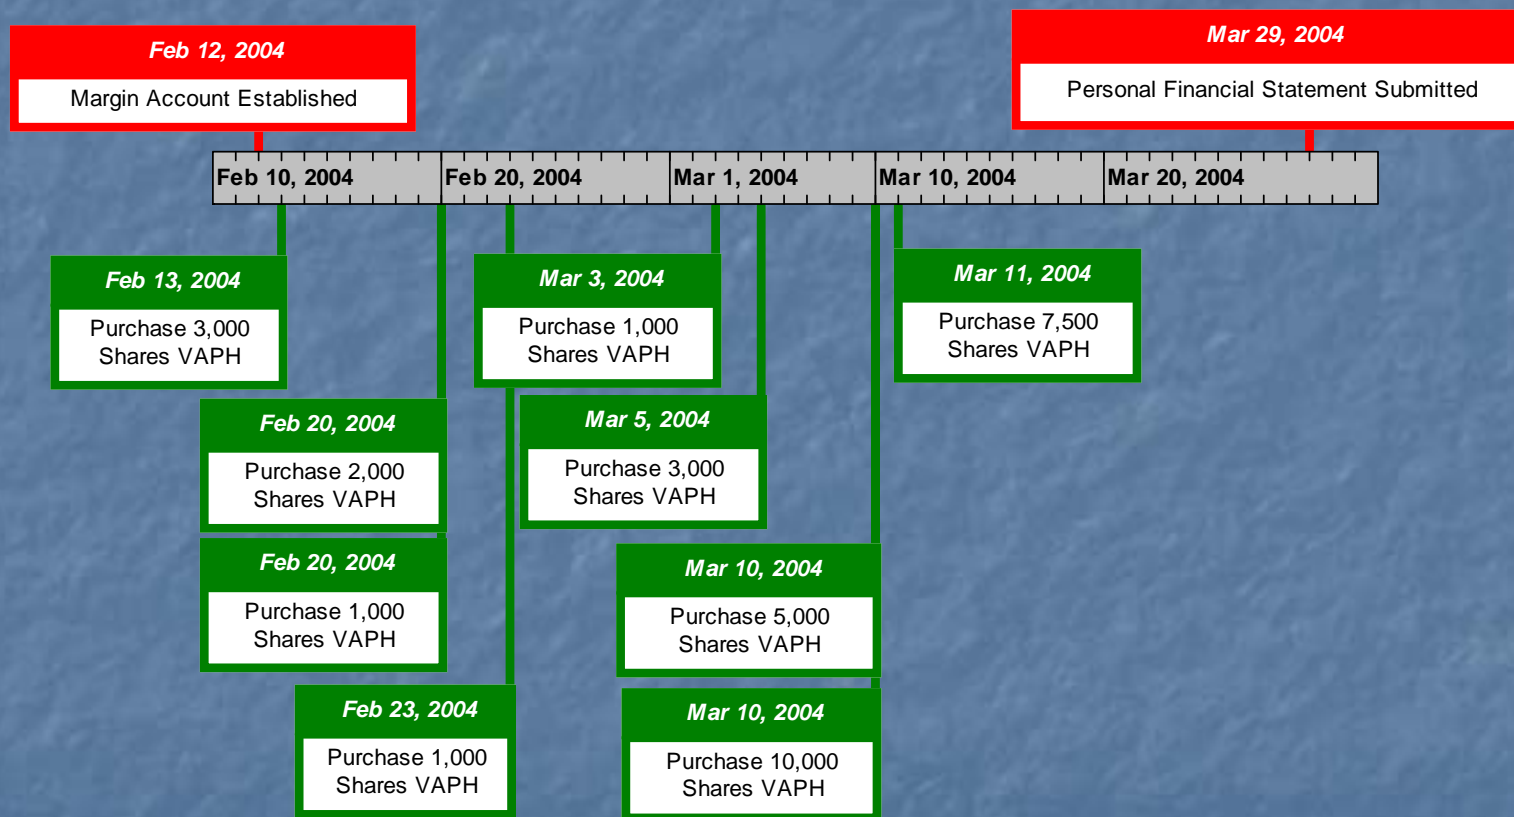 Feb 12, 2004
Margin Account Established
Mar 29, 2004
Personal Financial Statement Submitted
Feb 10, 2004
Feb 20, 2004
Mar 1, 2004
Mar 10, 2004
Mar 20, 2004
Feb 13, 2004
Purchase 3,000
Shares VAPH
Mar 3, 2004
Purchase 1,000
Shares VAPH
Mar 11, 2004
Purchase 7,500
Shares VAPH
Feb 20, 2004
Purchase 2,000
Shares VAPH
Mar 5, 2004
Purchase 3,000
Shares VAPH
Feb 20, 2004
Purchase 1,000
Shares VAPH
Mar 10, 2004
Purchase 5,000
Shares VAPH
Feb 23, 2004
Purchase 1,000
Shares VAPH
Mar 10, 2004
Purchase 10,000
Shares VAPH